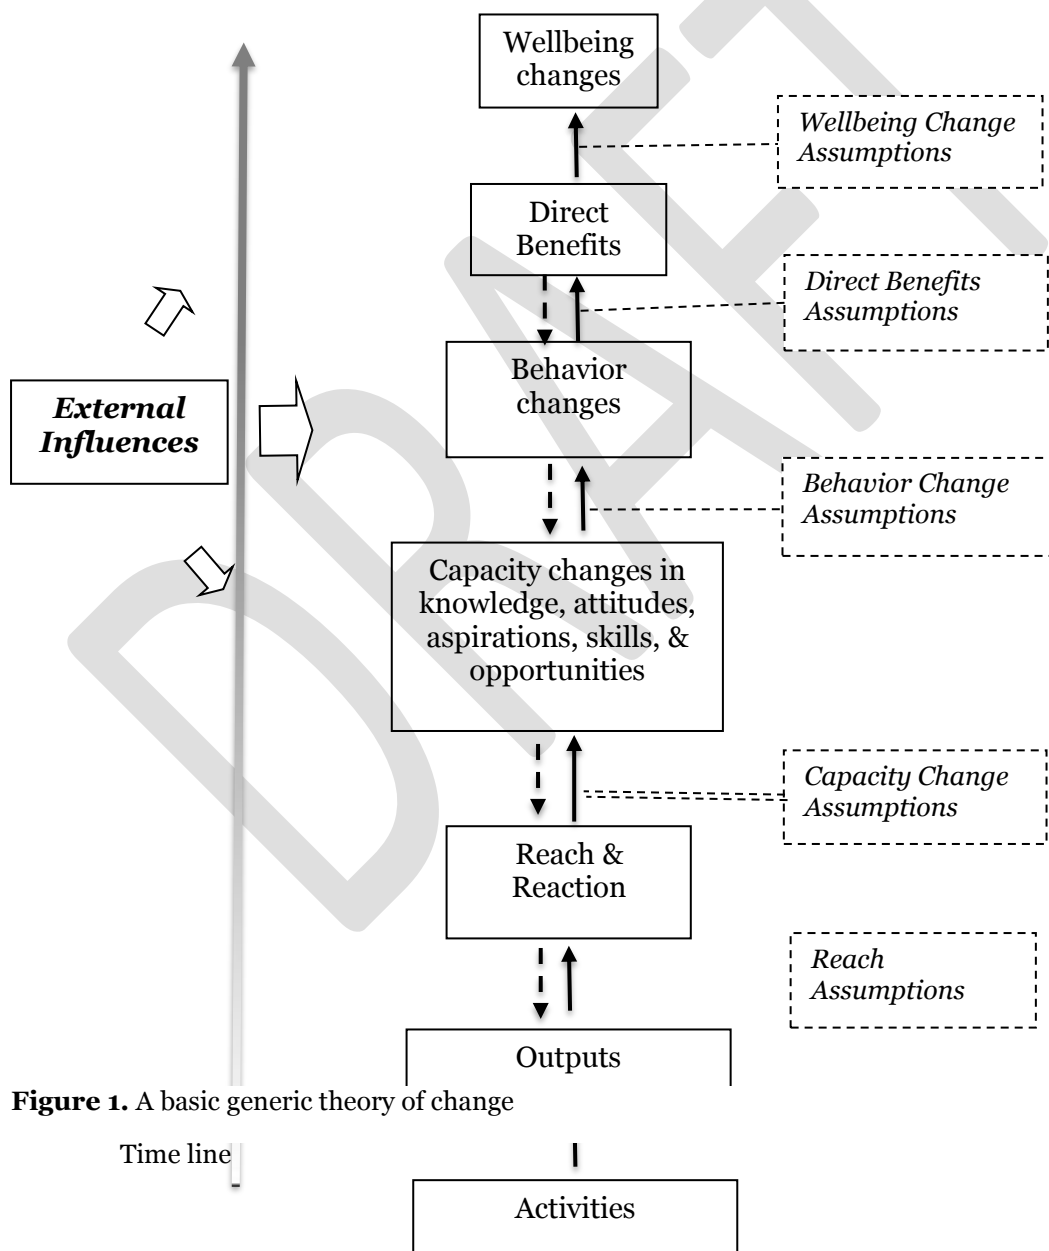 Wellbeing
changes
Wellbeing Change
Assumptions
Direct
Benefits
Direct Benefits
Assumptions
Behavior
changes
External
Influences
Behavior Change
Assumptions
Capacity changes in
knowledge, attitudes,
aspirations, skills, &
opportunities
Capacity Change
Assumptions
Reach &
Reaction
Reach
Assumptions
Outputs
Figure 1. A basic generic theory of change
Time line
Activities
DRAFT